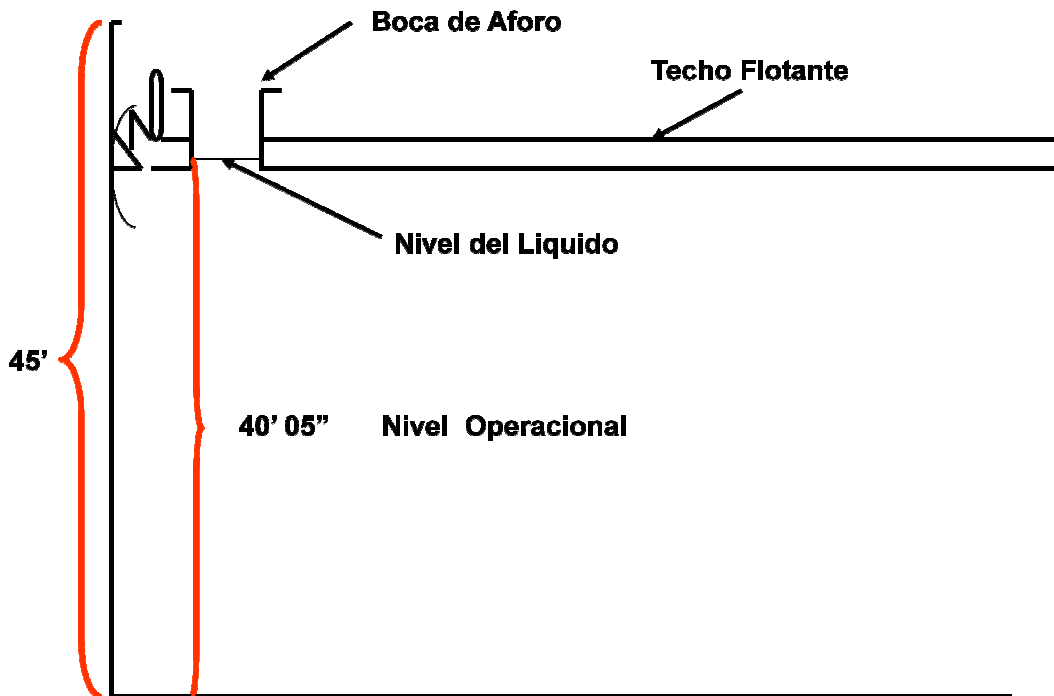 Boca de Aforo
Techo Flotante
Nivel del Liquido
45’
40’ 05” Nivel Operacional